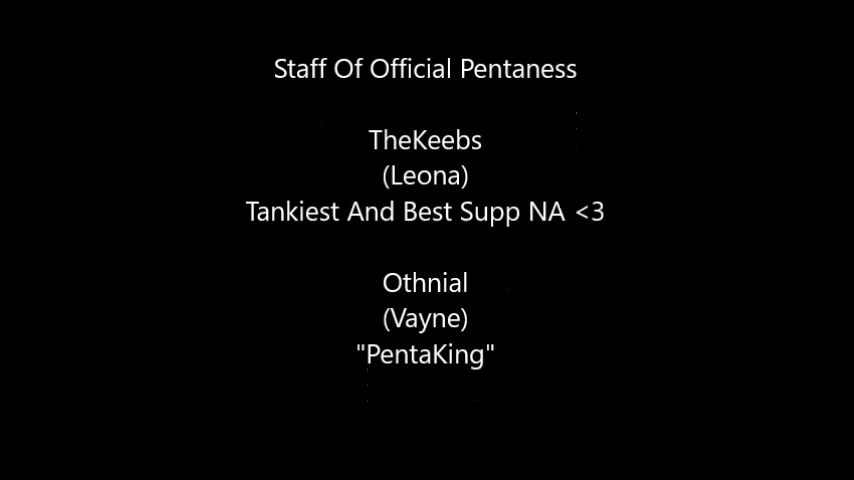 Staff Of Official Pentaness
TheKeebs
(Leona)
Tankiest And Best Supp NA <3
Othnial
(Vayne)
"PentaKing"